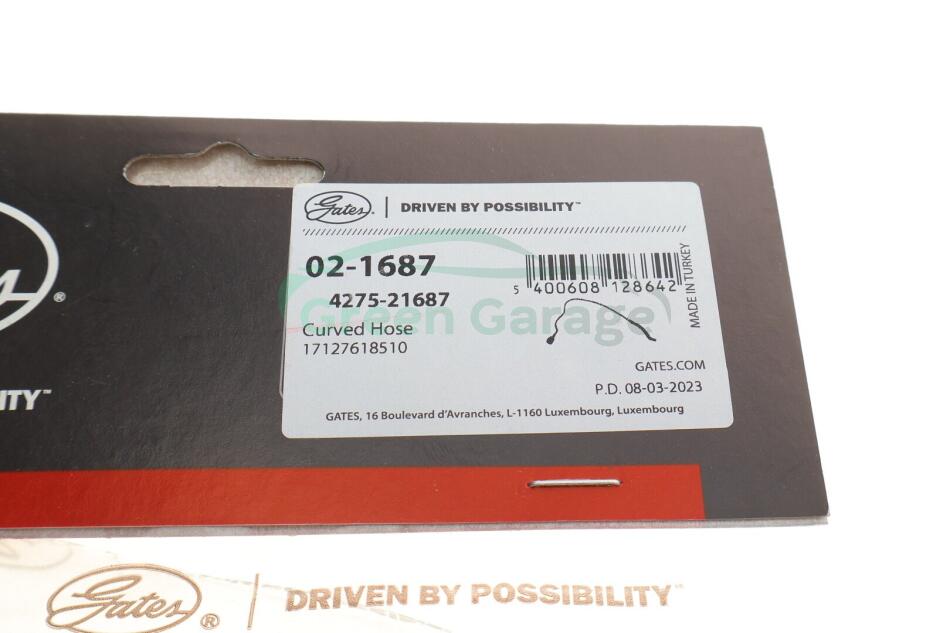 Gates® | DRIVEN BY POSSIBILITY™
02-1687
4275-21687
Curved Hose
17127618510
5 400608 128642
MADE IN TURKEY
Green Garage
GATES.COM
P.D. 08-03-2023
GATES, 16 Boulevard d'Avranches, L-1160 Luxembourg, Luxembourg
®
ITY™
Gates® | DRIVEN BY POSSIBILITY™